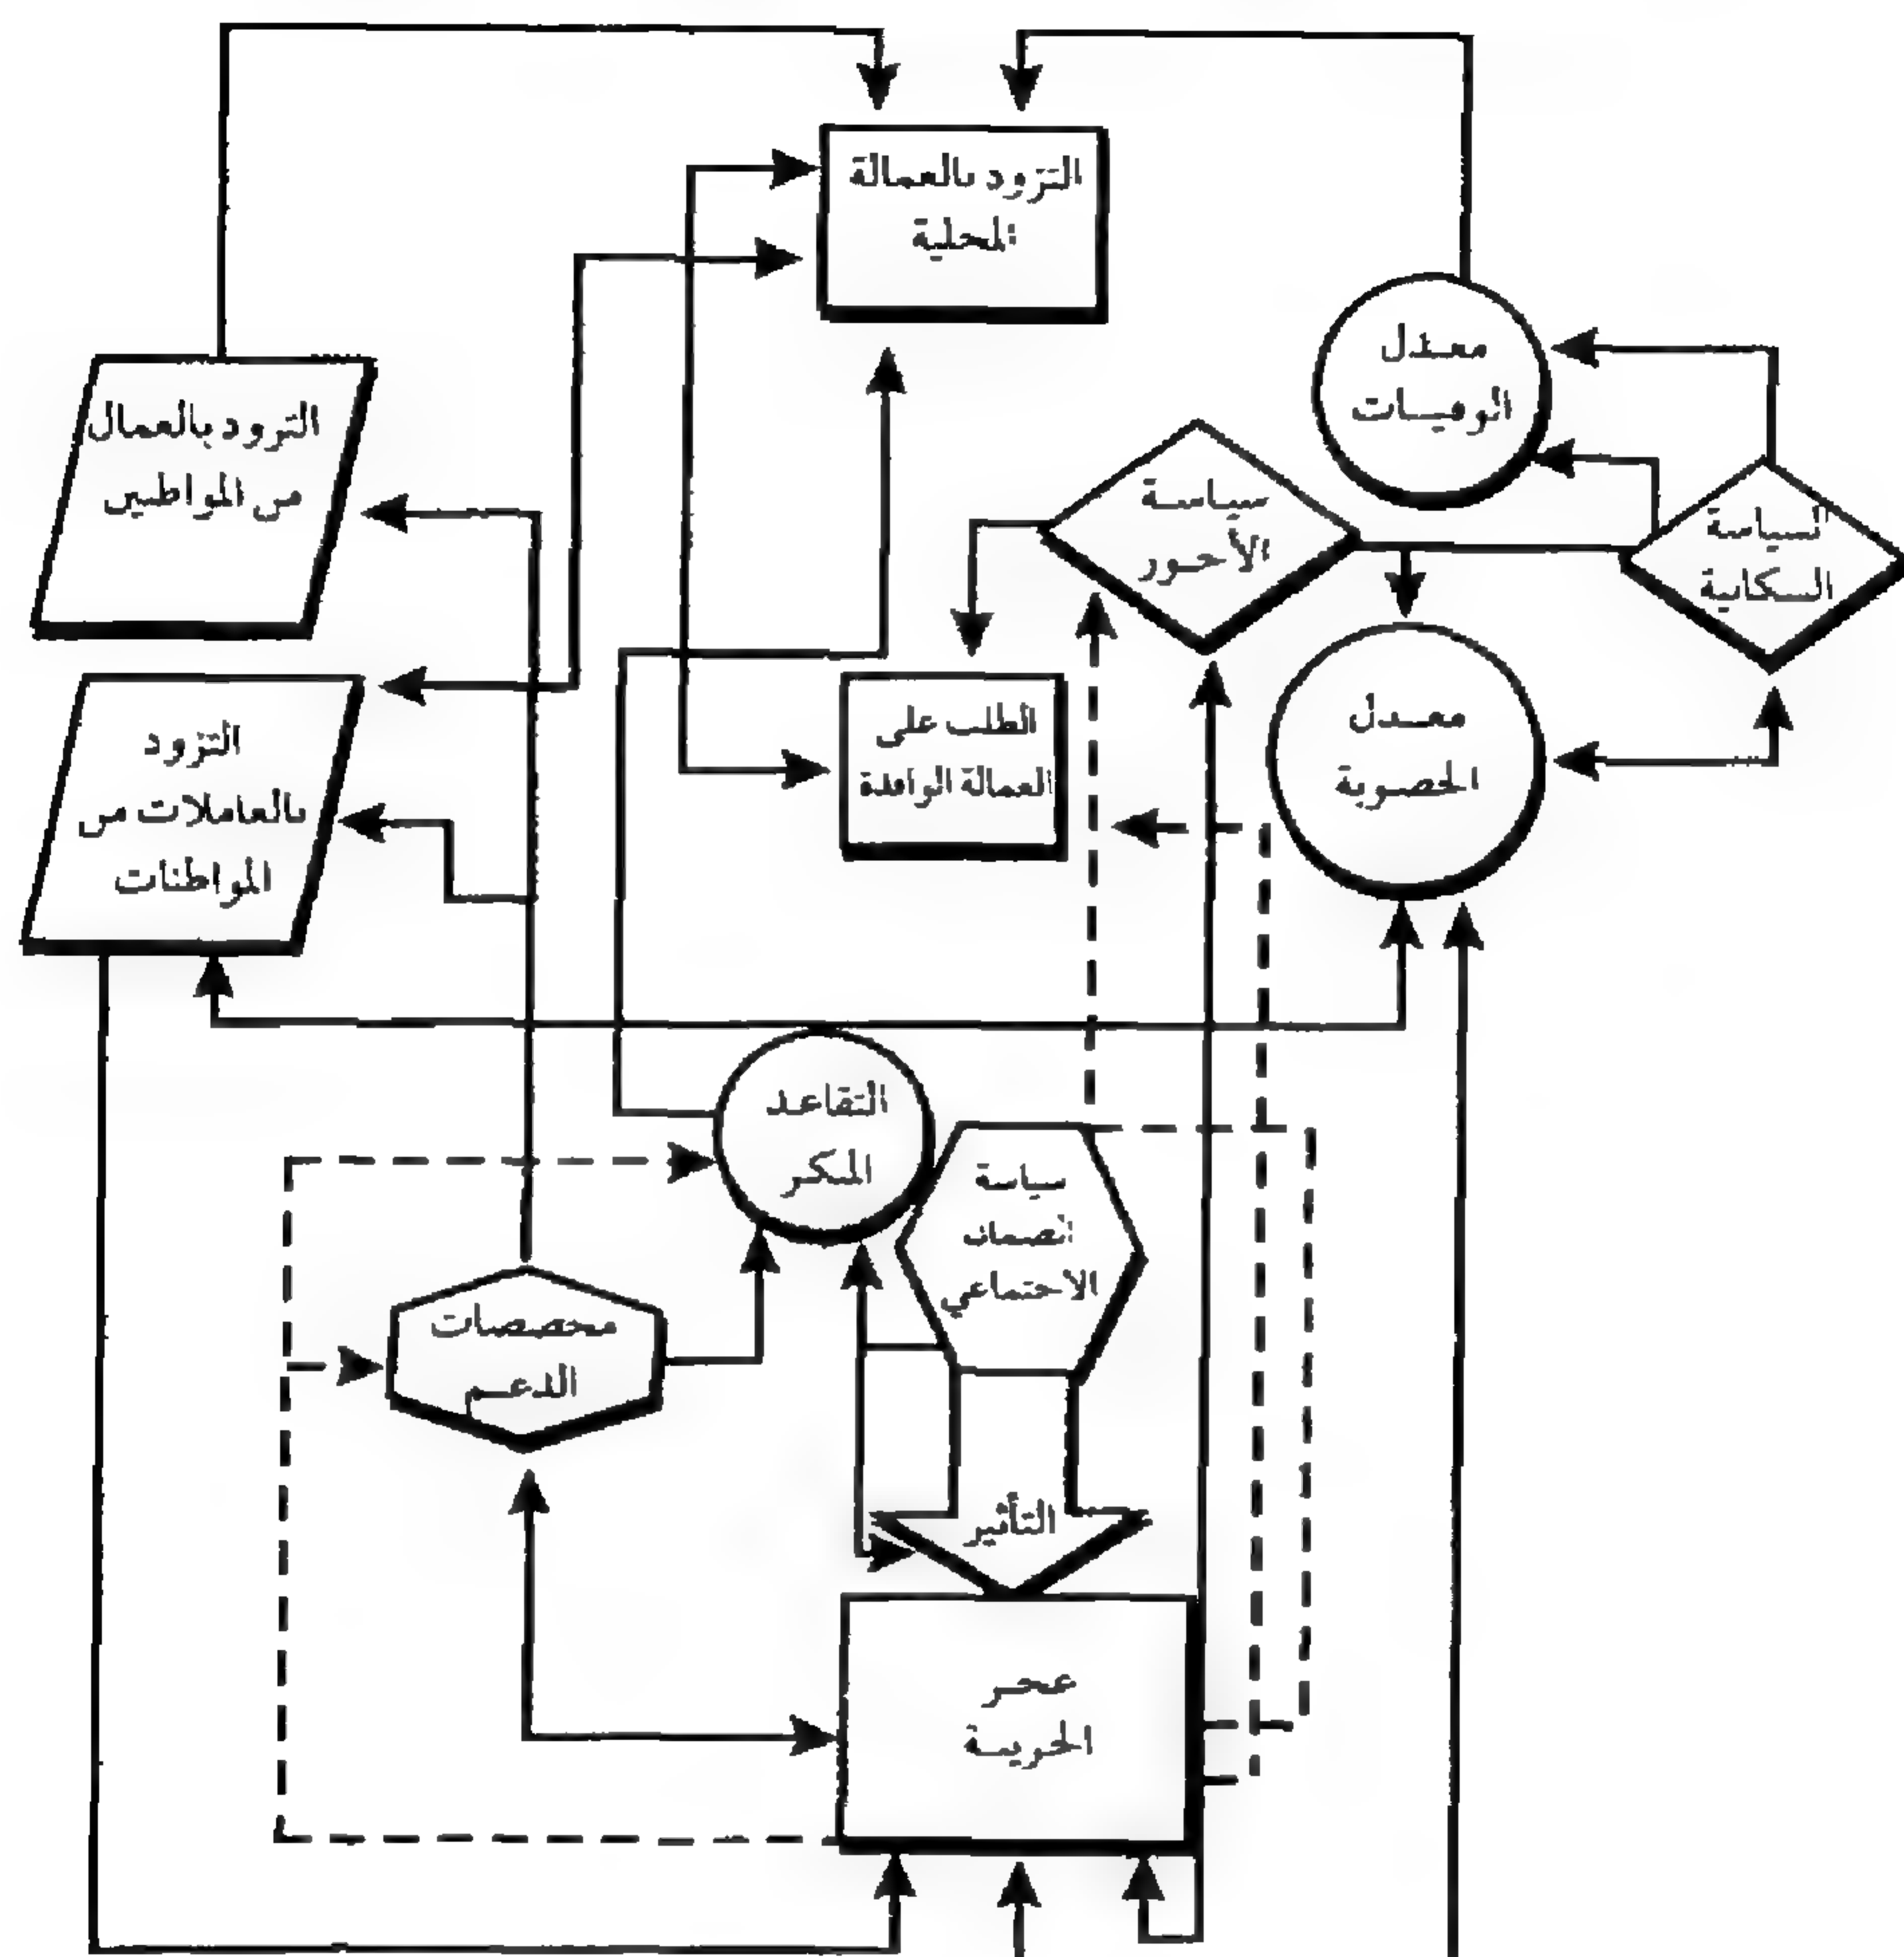 التزود بالعمالة
المحلية
معدل
الوفيات
التزود بالعمال
من المواطنين
سياسة
الأجور
السياسة
السكانية
التزود
بالعاملات من
المواطنات
الطلب على
العمالة الوافدة
معدل
الخصوبة
التقاعد
المبكر
سياسة
الضمان
الاجتماعي
مخصصات
الدعم
التأثير
عجز